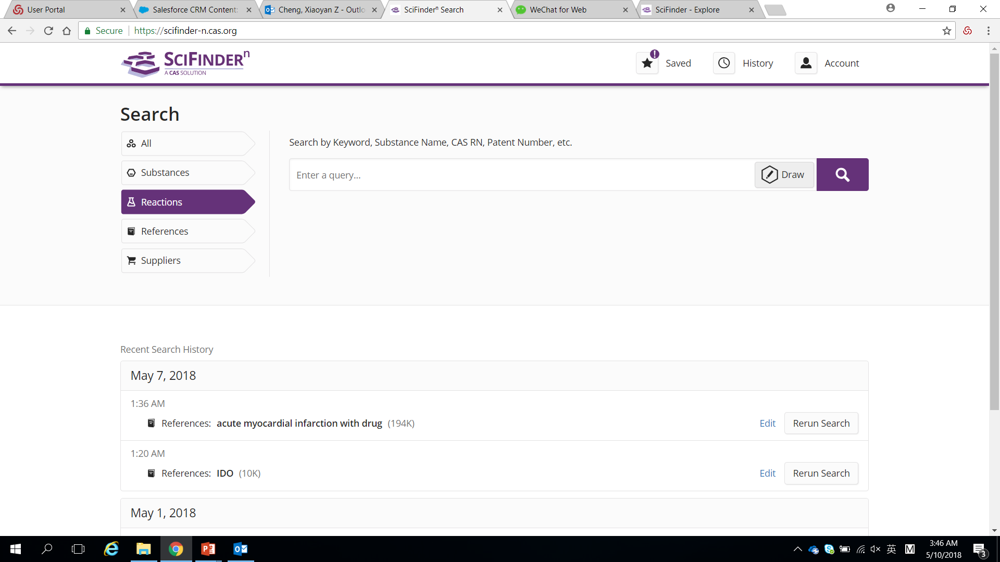 User Portal
Salesforce CRM Content:
Cheng, Xiaoyan Z - Outlo
SciFinderⁿ Search
WeChat for Web
SciFinder - Explore
Secure https://scifinder-n.cas.org
SCIFINDERⁿ
A CAS SOLUTION
Saved
History
Account
Search
All
Substances
Reactions
References
Suppliers
Search by Keyword, Substance Name, CAS RN, Patent Number, etc.
Enter a query...
Draw
Recent Search History
May 7, 2018
1:36 AM
References: acute myocardial infarction with drug (194K) Edit Rerun Search
1:20 AM
References: IDO (10K) Edit Rerun Search
May 1, 2018
英 M
3:46 AM
5/10/2018
3